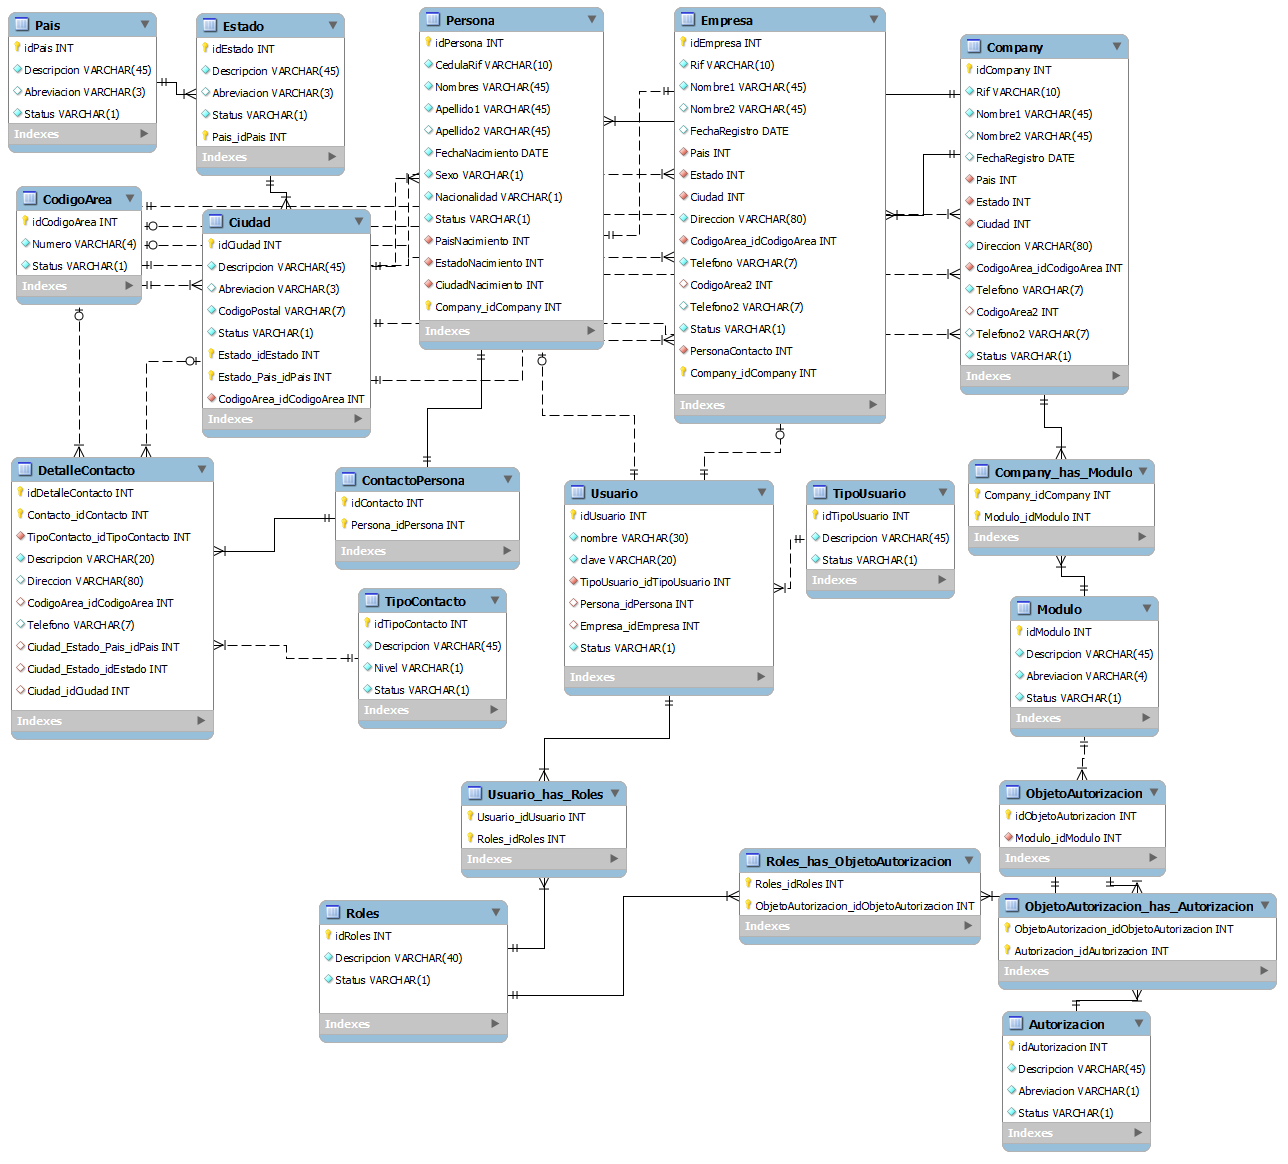 Pais
idPais INT
Descripcion VARCHAR(45)
Abreviacion VARCHAR(3)
Status VARCHAR(1)
Indexes
Estado
idEstado INT
Descripcion VARCHAR(45)
Abreviacion VARCHAR(3)
Status VARCHAR(1)
Pais_idPais INT
Indexes
Persona
idPersona INT
CedulaRif VARCHAR(10)
Nombres VARCHAR(45)
Apellido1 VARCHAR(45)
Apellido2 VARCHAR(45)
FechaNacimiento DATE
Sexo VARCHAR(1)
Nacionalidad VARCHAR(1)
Status VARCHAR(1)
PaisNacimiento INT
EstadoNacimiento INT
CiudadNacimiento INT
Company_idCompany INT
Indexes
Empresa
idEmpresa INT
Rif VARCHAR(10)
Nombre1 VARCHAR(45)
Nombre2 VARCHAR(45)
FechaRegistro DATE
Pais INT
Estado INT
Ciudad INT
Direccion VARCHAR(80)
CodigoArea_idCodigoArea INT
Telefono VARCHAR(7)
CodigoArea2 INT
Telefono2 VARCHAR(7)
Status VARCHAR(1)
PersonaContacto INT
Company_idCompany INT
Indexes
Company
idCompany INT
Rif VARCHAR(10)
Nombre1 VARCHAR(45)
Nombre2 VARCHAR(45)
FechaRegistro DATE
Pais INT
Estado INT
Ciudad INT
Direccion VARCHAR(80)
CodigoArea_idCodigoArea INT
Telefono VARCHAR(7)
CodigoArea2 INT
Telefono2 VARCHAR(7)
Status VARCHAR(1)
Indexes
CodigoArea
idCodigoArea INT
Numero VARCHAR(4)
Status VARCHAR(1)
Indexes
Ciudad
idCiudad INT
Descripcion VARCHAR(45)
Abreviacion VARCHAR(3)
CodigoPostal VARCHAR(7)
Status VARCHAR(1)
Estado_idEstado INT
Estado_Pais_idPais INT
CodigoArea_idCodigoArea INT
Indexes
DetalleContacto
idDetalleContacto INT
Contacto_idContacto INT
TipoContacto_idTipoContacto INT
Descripcion VARCHAR(20)
Direccion VARCHAR(80)
CodigoArea_idCodigoArea INT
Telefono VARCHAR(7)
Ciudad_Estado_Pais_idPais INT
Ciudad_Estado_idEstado INT
Ciudad_idCiudad INT
Indexes
ContactoPersona
idContacto INT
Persona_idPersona INT
Indexes
TipoContacto
idTipoContacto INT
Descripcion VARCHAR(45)
Nivel VARCHAR(1)
Status VARCHAR(1)
Indexes
Usuario
idUsuario INT
nombre VARCHAR(30)
clave VARCHAR(20)
TipoUsuario_idTipoUsuario INT
Persona_idPersona INT
Empresa_idEmpresa INT
Status VARCHAR(1)
Indexes
TipoUsuario
idTipoUsuario INT
Descripcion VARCHAR(45)
Status VARCHAR(1)
Indexes
Company_has_Modulo
Company_idCompany INT
Modulo_idModulo INT
Indexes
Modulo
idModulo INT
Descripcion VARCHAR(45)
Abreviacion VARCHAR(4)
Status VARCHAR(1)
Indexes
Usuario_has_Roles
Usuario_idUsuario INT
Roles_idRoles INT
Indexes
ObjetoAutorizacion
idObjetoAutorizacion INT
Modulo_idModulo INT
Indexes
Roles_has_ObjetoAutorizacion
Roles_idRoles INT
ObjetoAutorizacion_idObjetoAutorizacion INT
Indexes
Roles
idRoles INT
Descripcion VARCHAR(40)
Status VARCHAR(1)
Indexes
ObjetoAutorizacion_has_Autorizacion
ObjetoAutorizacion_idObjetoAutorizacion INT
Autorizacion_idAutorizacion INT
Indexes
Autorizacion
idAutorizacion INT
Descripcion VARCHAR(45)
Abreviacion VARCHAR(1)
Status VARCHAR(1)
Indexes